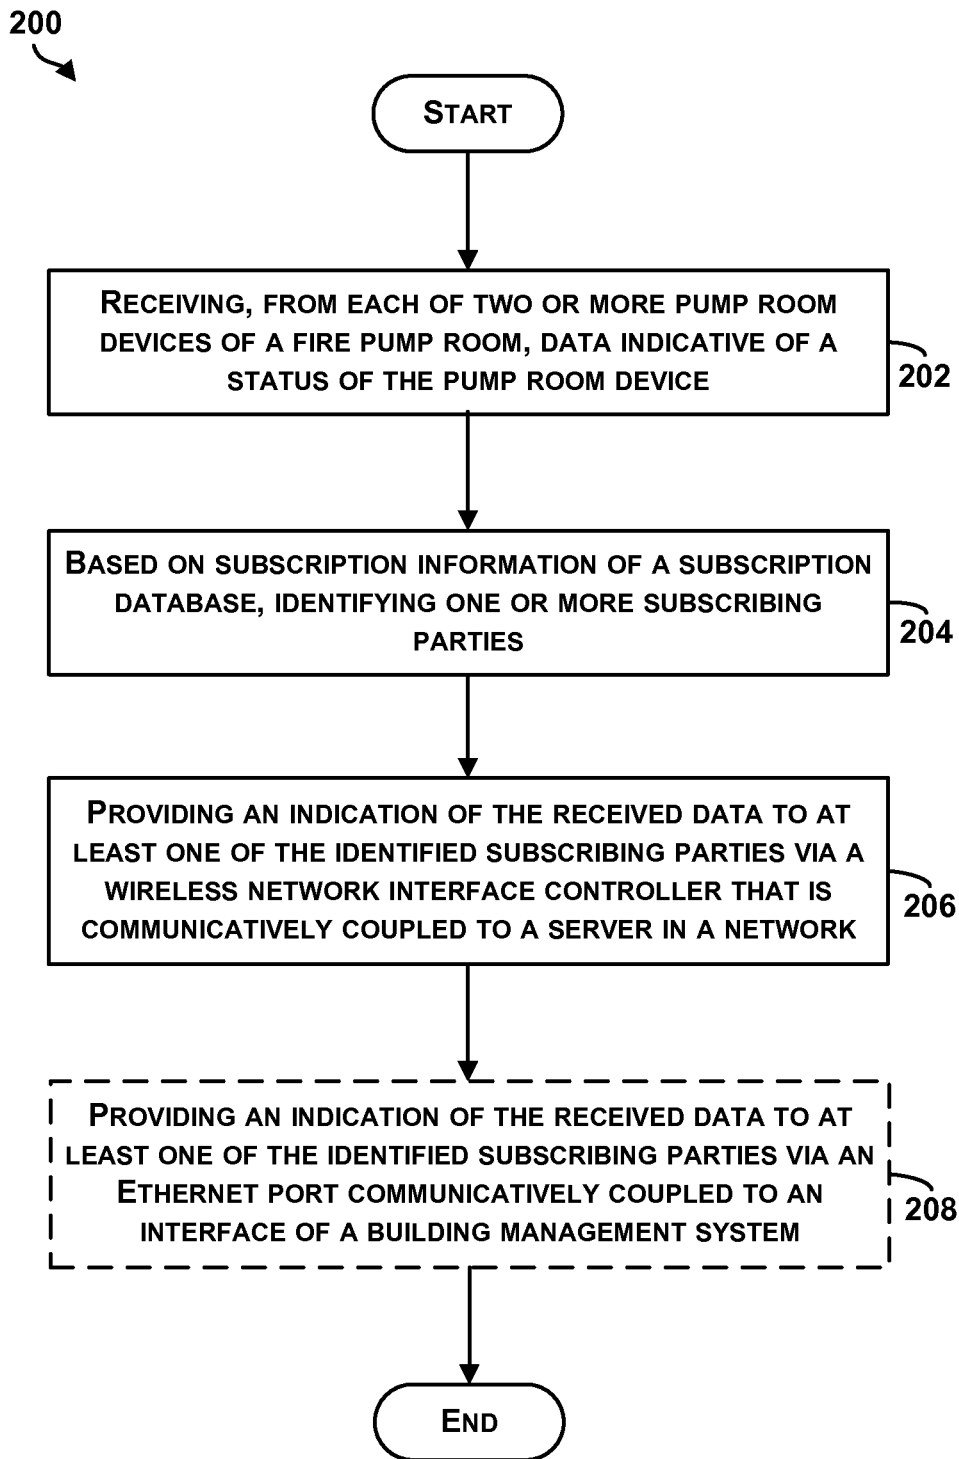 200
START
RECEIVING, FROM EACH OF TWO OR MORE PUMP ROOM
DEVICES OF A FIRE PUMP ROOM, DATA INDICATIVE OF A
STATUS OF THE PUMP ROOM DEVICE
202
BASED ON SUBSCRIPTION INFORMATION OF A SUBSCRIPTION
DATABASE, IDENTIFYING ONE OR MORE SUBSCRIBING
PARTIES
204
PROVIDING AN INDICATION OF THE RECEIVED DATA TO AT
LEAST ONE OF THE IDENTIFIED SUBSCRIBING PARTIES VIA A
WIRELESS NETWORK INTERFACE CONTROLLER THAT IS
COMMUNICATIVELY COUPLED TO A SERVER IN A NETWORK
206
PROVIDING AN INDICATION OF THE RECEIVED DATA TO AT
LEAST ONE OF THE IDENTIFIED SUBSCRIBING PARTIES VIA AN
ETHERNET PORT COMMUNICATIVELY COUPLED TO AN
INTERFACE OF A BUILDING MANAGEMENT SYSTEM
208
END